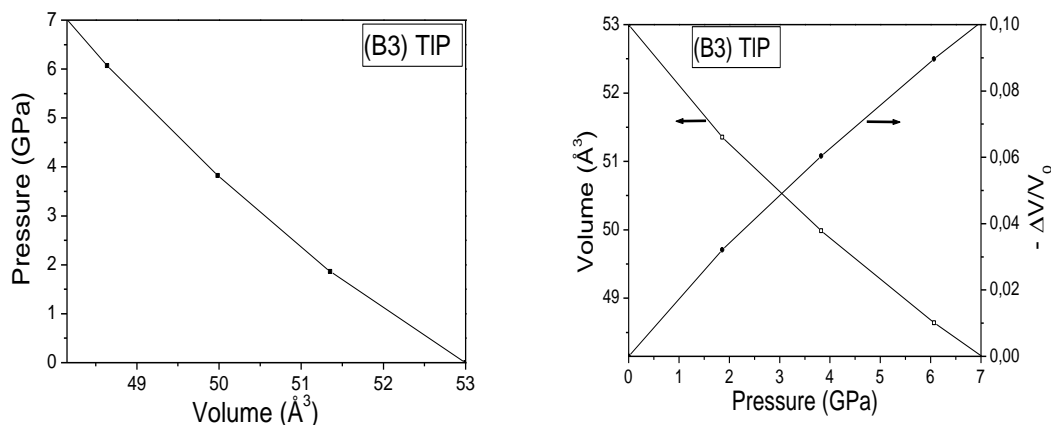 7
6
5
4
3
2
1
0
Pressure (GPa)
(B3) TIP
49 50 51 52 53
Volume (Å³)
53
52
51
50
49
Volume (Å³)
(B3) TIP
0,10
0,08
0,06
0,04
0,02
0,00
- ΔV/V₀
0 1 2 3 4 5 6 7
Pressure (GPa)